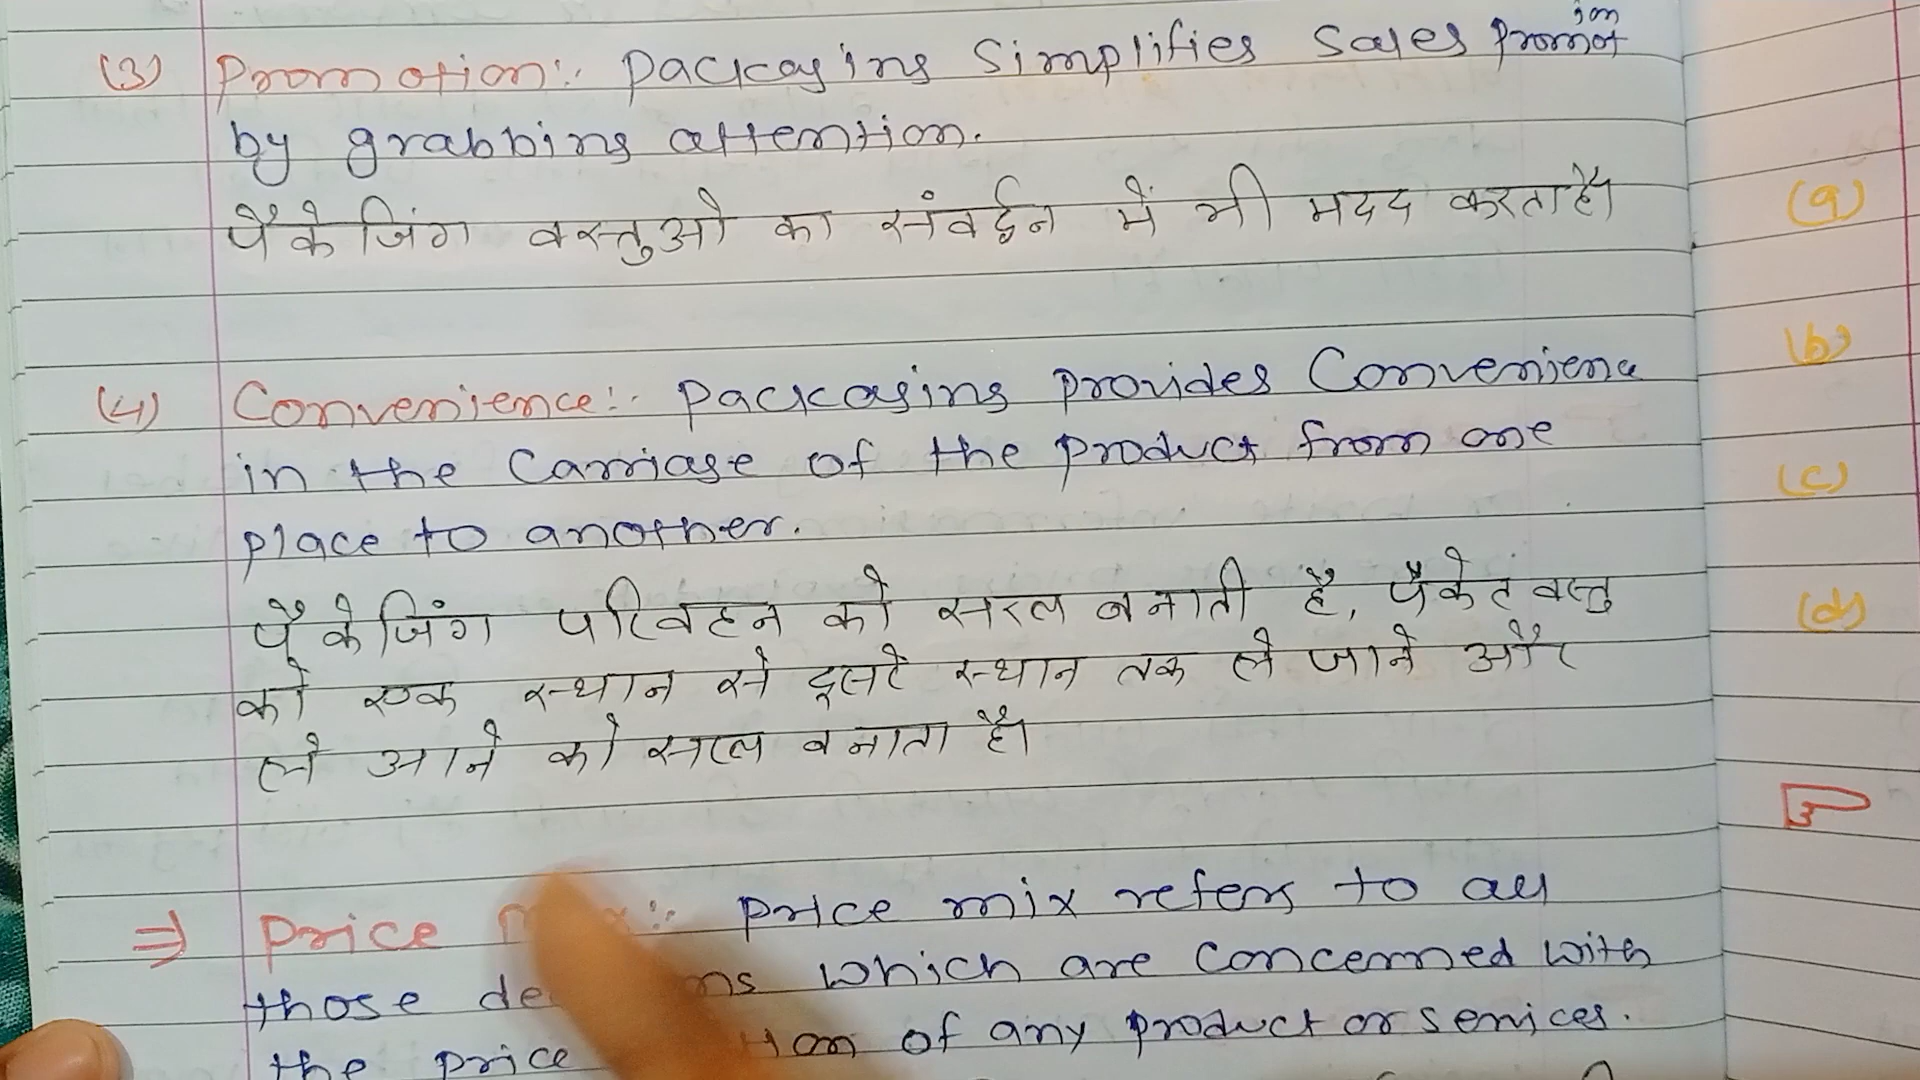 (3) Promotion:- Packaging Simplifies Sales Promotion
by grabbing attention.
पैकेजिंग वस्तुओ का संवर्द्धन में भी मदद करता है।
(4) Convenience:- Packaging provides Convenienc
in the Carriage of the product from one
place to another.
पैकेजिंग परिवहन को सरल बनाती है, पैकेत वस्तु
को एक स्थान से दूसरे स्थान तक ले जाने और
ले आने को सरल बनाता है।
⇒ Price :- Price mix refers to all
those which are concerned with
the price of any product or services.
(a)
(b)
(c)
(d)